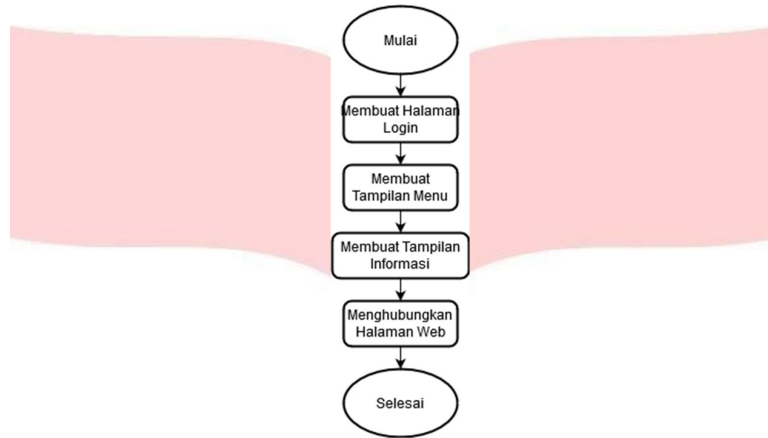 Mulai
Membuat Halaman
Login
Membuat
Tampilan Menu
Membuat Tampilan
Informasi
Menghubungkan
Halaman Web
Selesai